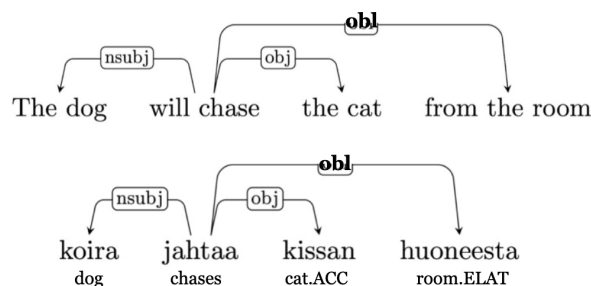 obl
nsubj obj
The dog will chase the cat from the room
obl
nsubj obj
koira jahtaa kissan huoneesta
dog chases cat.ACC room.ELAT